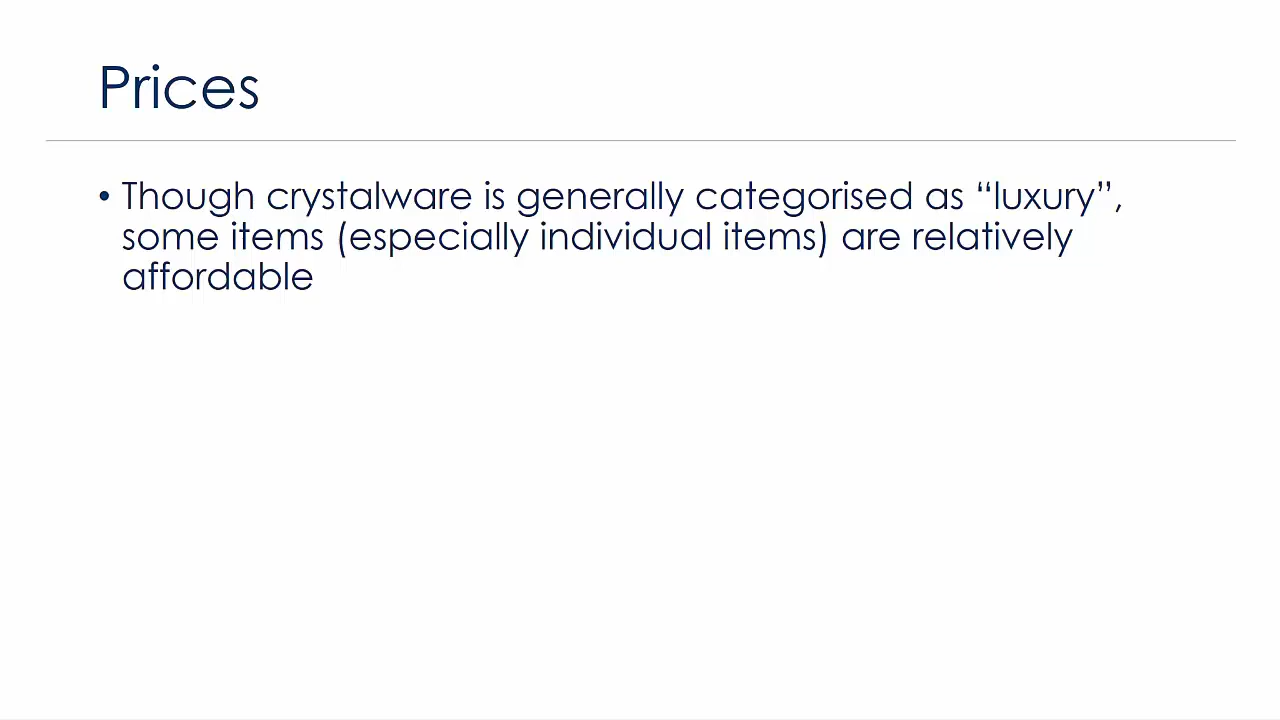 Prices
• Though crystalware is generally categorised as “luxury”,
some items (especially individual items) are relatively
affordable